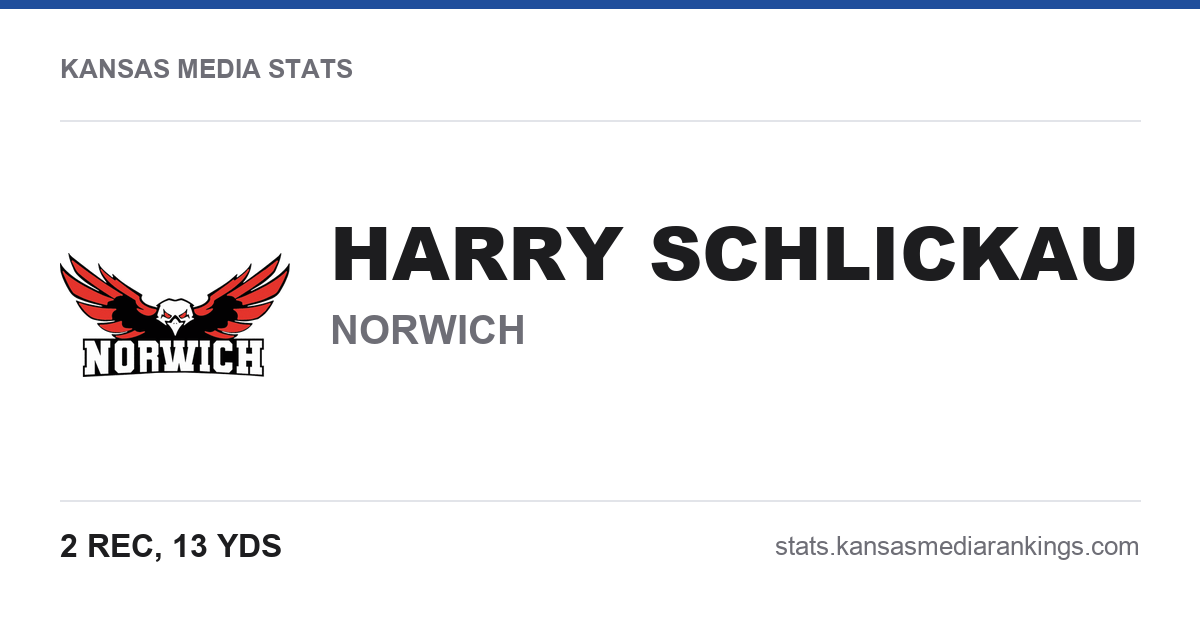 KANSAS MEDIA STATS
HARRY SCHLICKAU
NORWICH
NORWICH
2 REC, 13 YDS
stats.kansasmediarankings.com